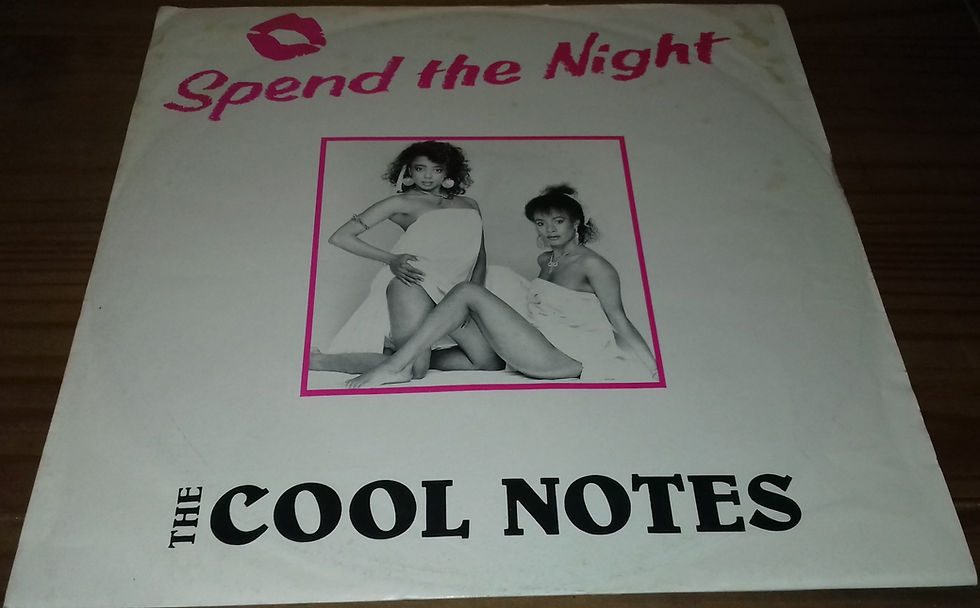 Spend the Night
THE COOL NOTES